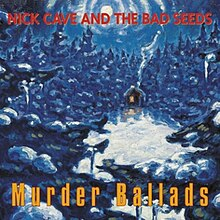 NICK CAVE AND THE BAD SEEDS
Murder Ballads